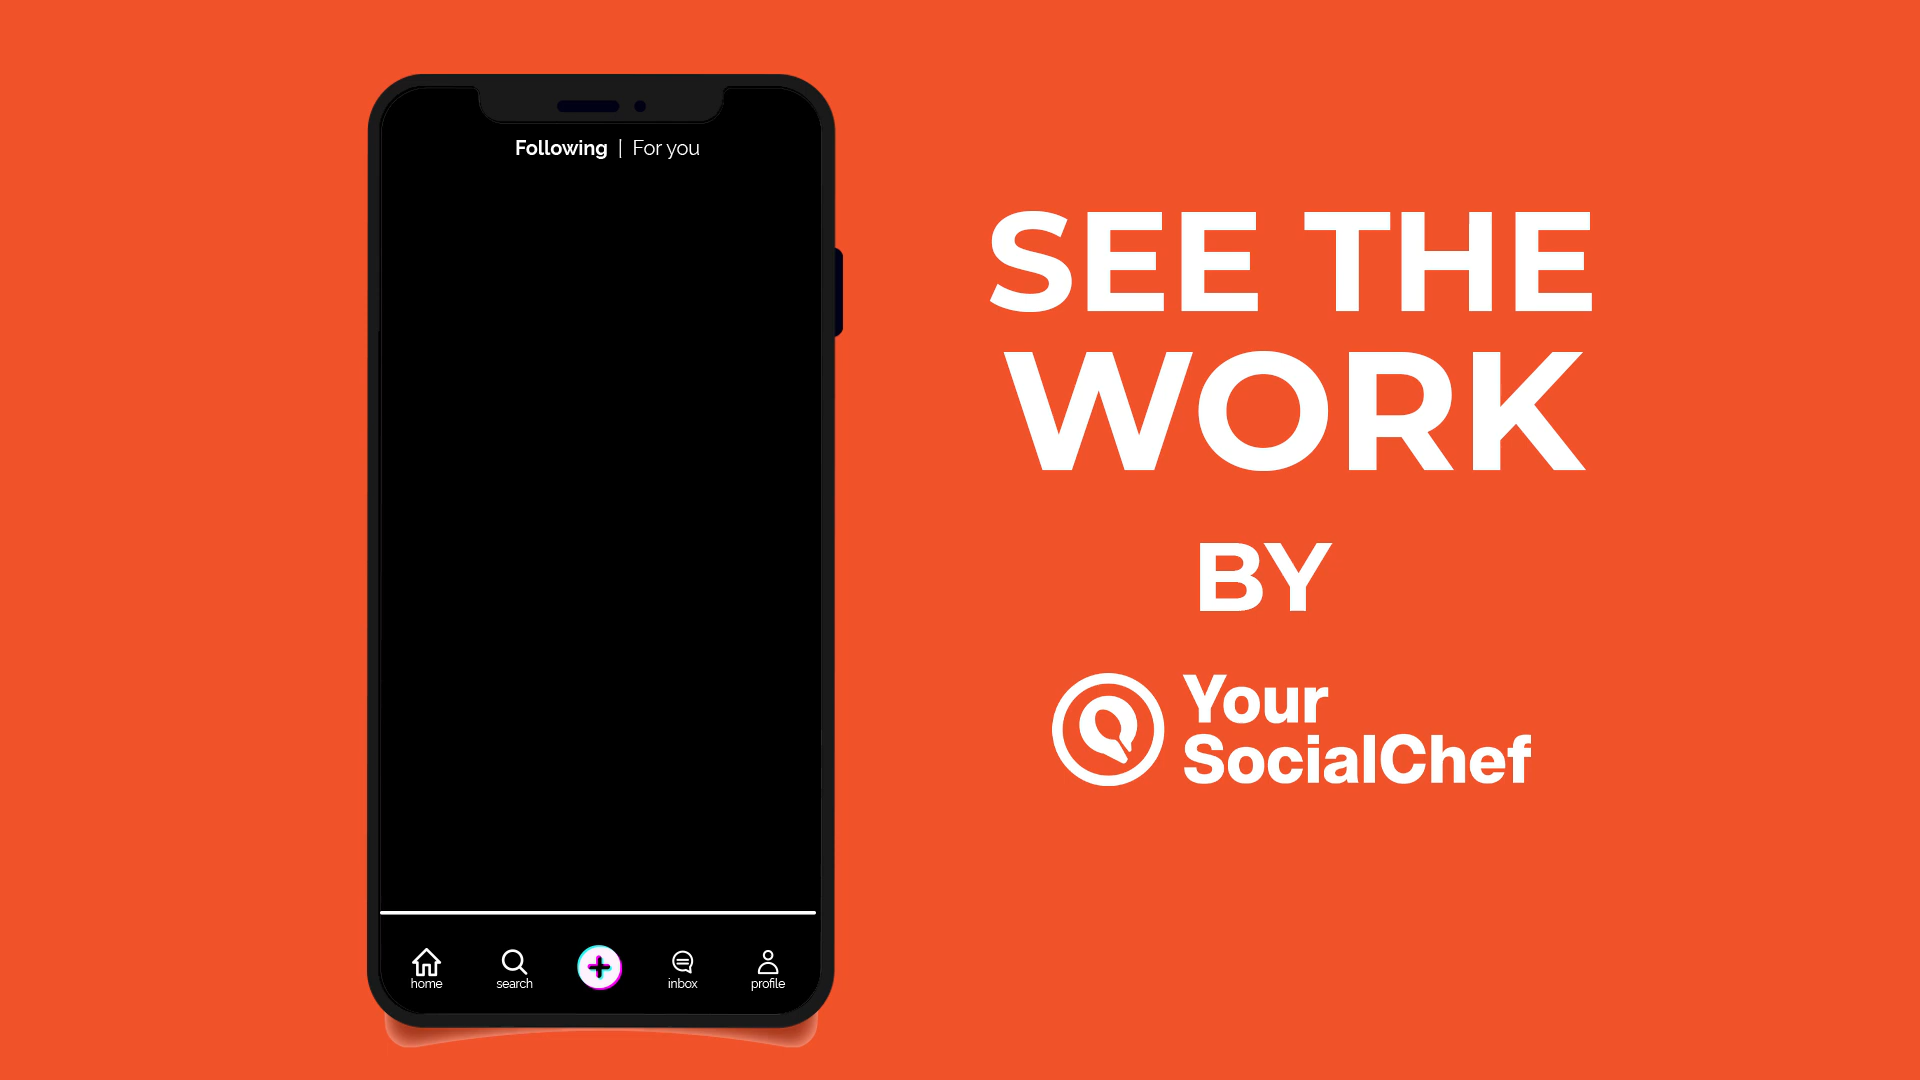 Following | For you
SEE THE
WORK
BY
Your
SocialChef
home
search
inbox
profile